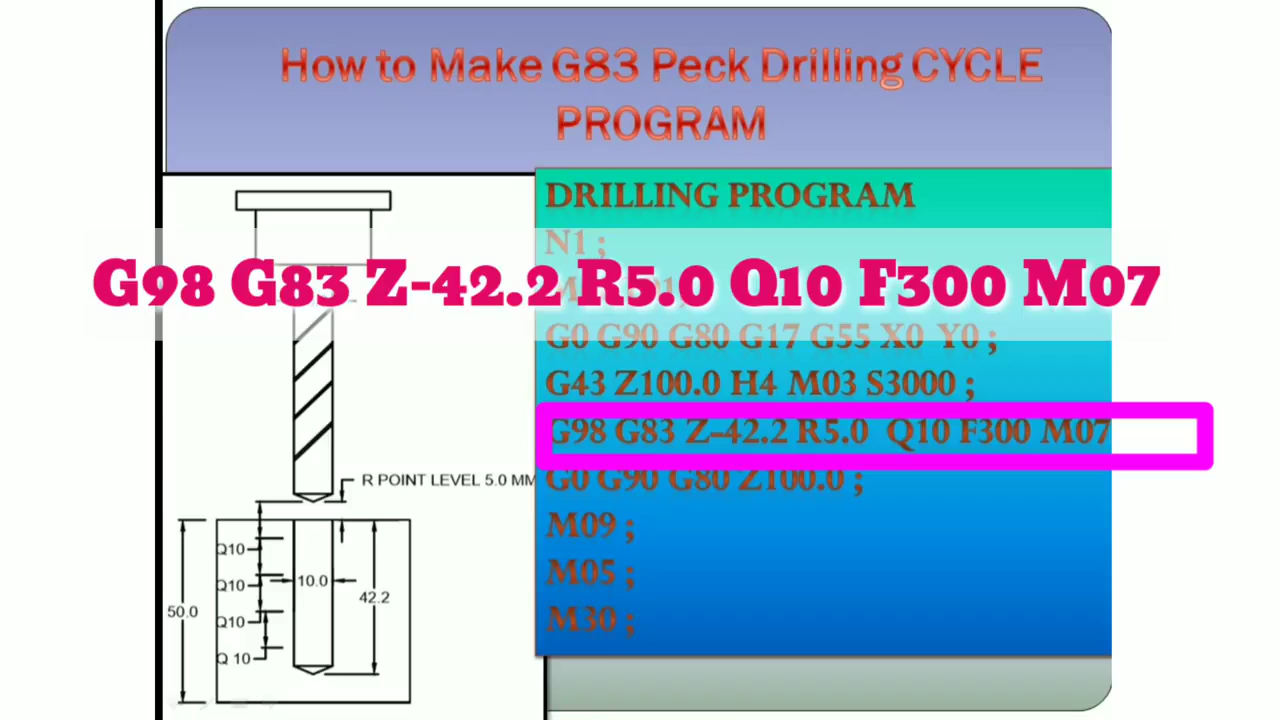 How to Make G83 Peck Drilling CYCLE
PROGRAM
DRILLING PROGRAM
N1 ;
G98 G83 Z-42.2 R5.0 Q10 F300 M07
G0 G90 G80 G17 G55 X0 Y0 ;
G43 Z100.0 H4 M03 S3000 ;
G98 G83 Z-42.2 R5.0 Q10 F300 M07
G0 G90 G80 Z100.0 ;
M09 ;
M05 ;
M30 ;
R POINT LEVEL 5.0 MM
Q10
Q10
Q10
Q 10
10.0
42.2
50.0